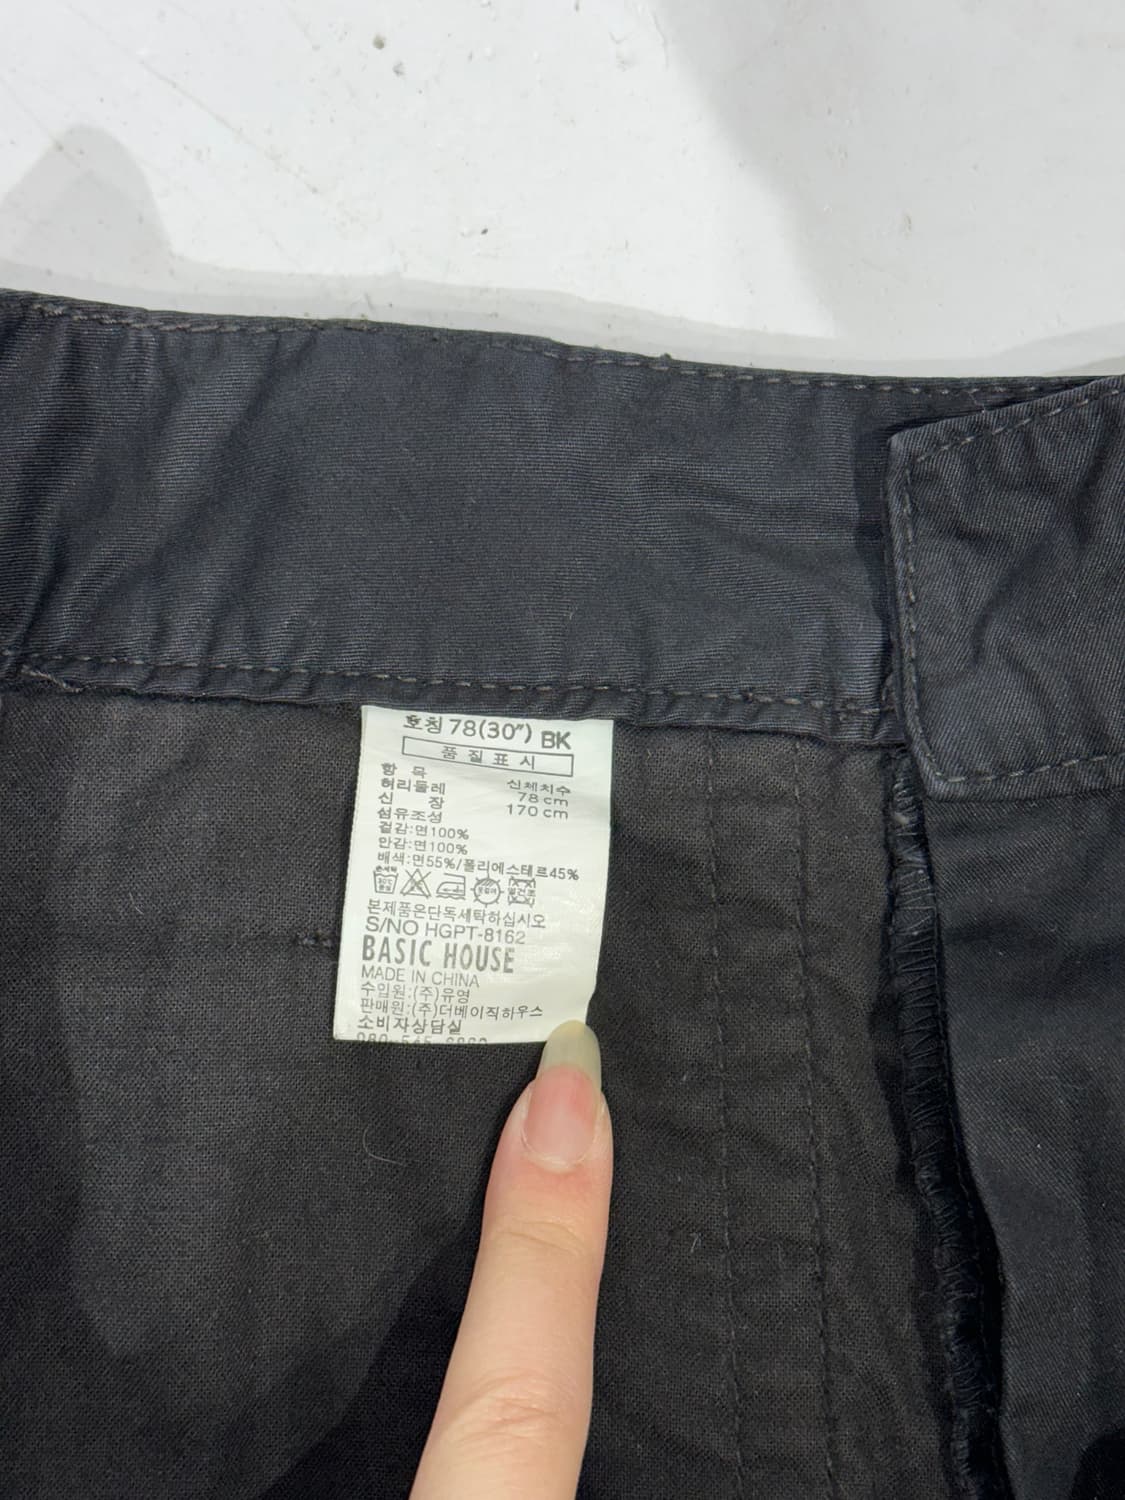 호칭 78(30") BK
품질표시
항 목 신체치수
허리둘레 78 cm
신 장 170 cm
섬유조성
겉감:면100%
안감:면100%
배색:면55%/폴리에스테르45%
본제품은단독세탁하십시오
S/NO HGPT-8162
BASIC HOUSE
MADE IN CHINA
수입원:(주)유영
판매원:(주)더베이직하우스
소비자상담실